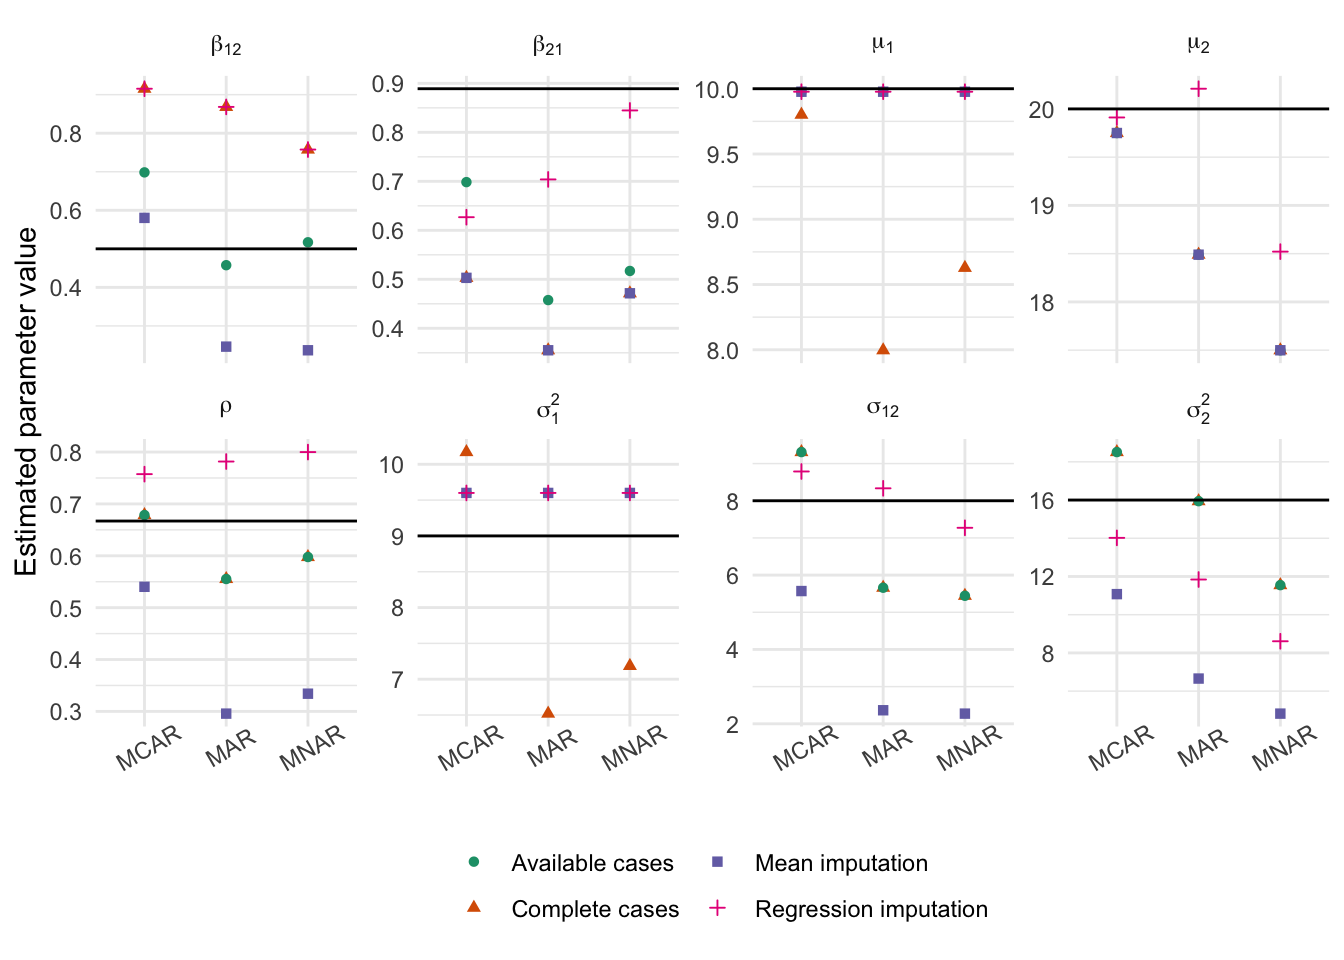 β12
β21
μ1
μ2
0.8
0.6
0.4
0.9
0.8
0.7
0.6
0.5
0.4
10.0
9.5
9.0
8.5
8.0
20
19
18
Estimated parameter value
ρ
σ1²
σ12
σ2²
0.8
0.7
0.6
0.5
0.4
0.3
10
9
8
7
8
6
4
2
16
12
8
MCAR MAR MNAR
MCAR MAR MNAR
MCAR MAR MNAR
MCAR MAR MNAR
Available cases
Mean imputation
Complete cases
Regression imputation